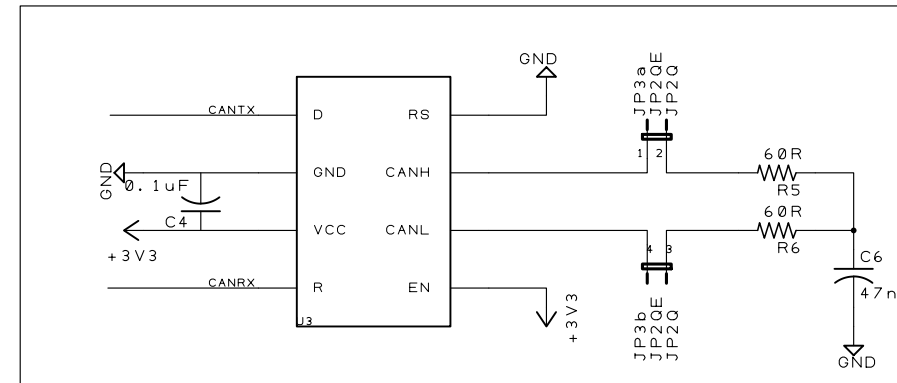 GND
JP3a
JP2QE
JP2Q
CANTX
D
RS
1 2
60R
R5
GND
0.1uF
GND
CANH
C4
VCC
CANL
60R
R6
4 3
+3V3
C6
47n
CANRX
R
EN
J3
+3V3
JP3b
JP2QE
JP2Q
GND